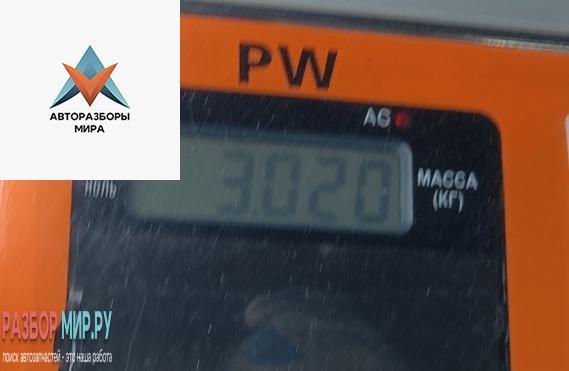 PW
АВТОРАЗБОРЫ
МИРА
AC
НОЛЬ
3.020
МАССА
(КГ)
РАЗБОР МИР.РУ
поиск автозапчастей - это наша работа